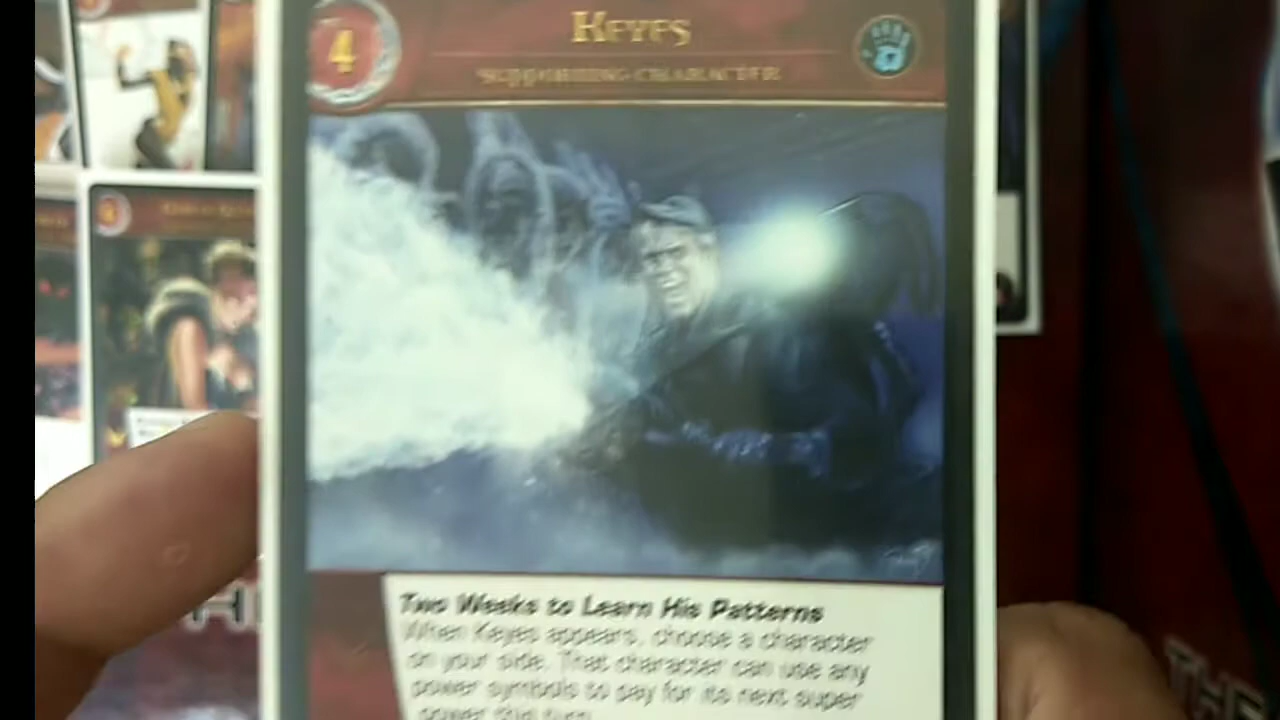 4
Keyes
Supporting Character
Two Weeks to Learn His Patterns
When Keyes appears, choose a character
on your side. That character can use any
power symbols to pay for its next super
power this turn.
THE